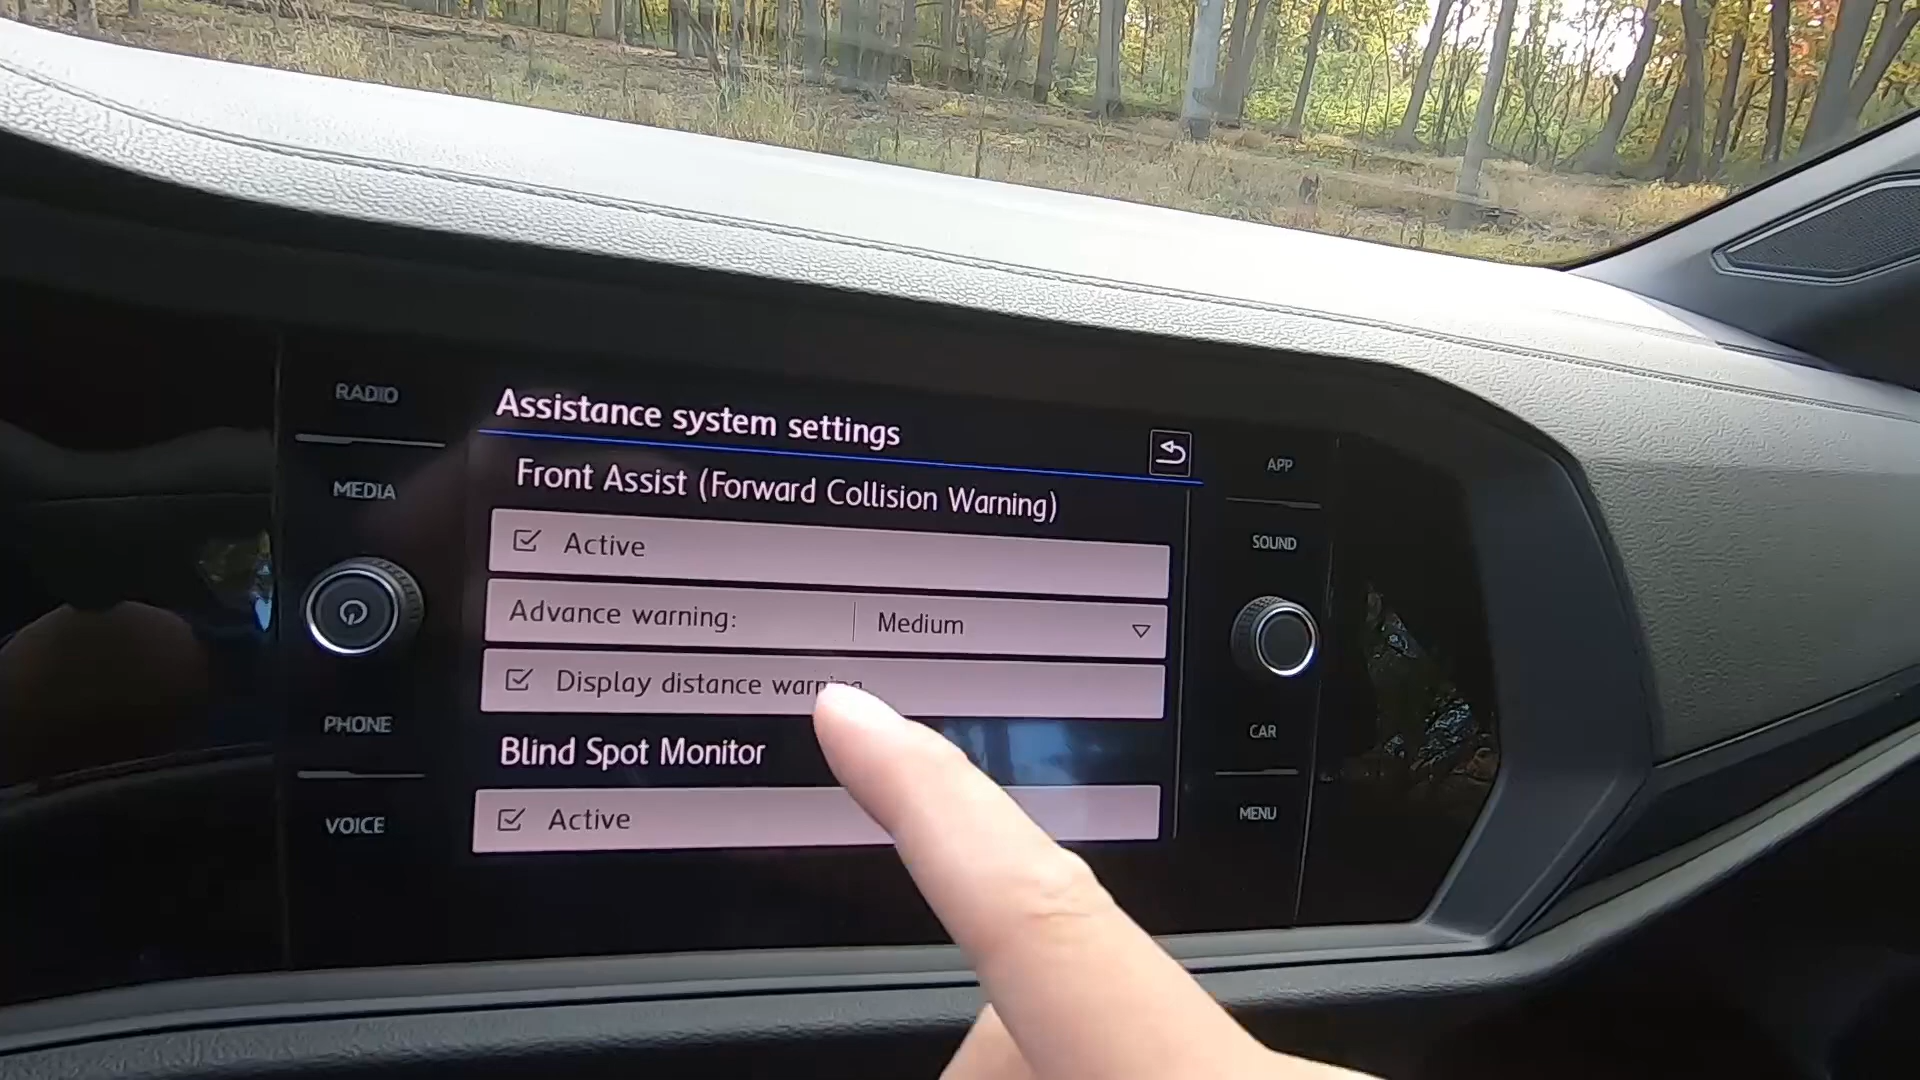 RADIO
MEDIA
PHONE
VOICE
Assistance system settings
Front Assist (Forward Collision Warning)
Active
Advance warning: Medium
Display distance warning
Blind Spot Monitor
Active
APP
SOUND
CAR
MENU